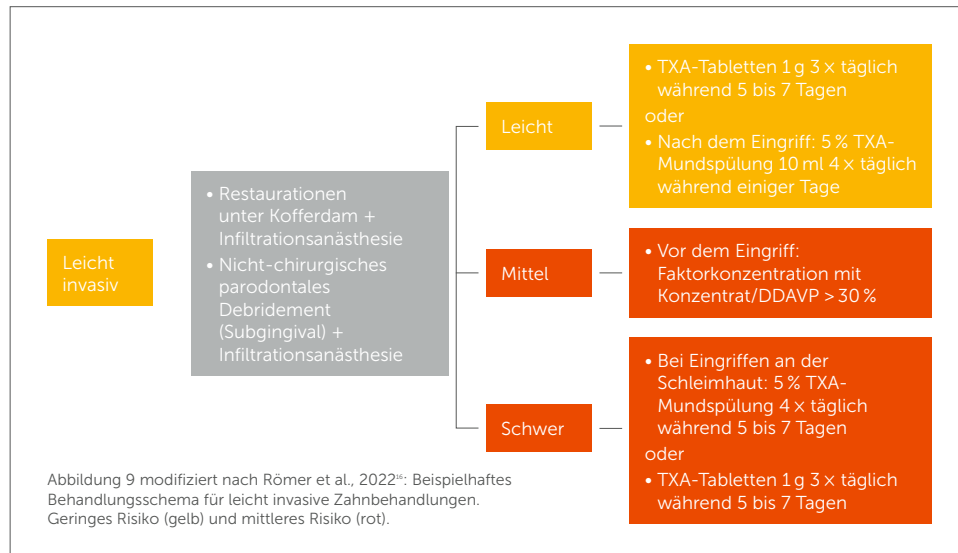 Leicht
invasiv
• Restaurationen
unter Kofferdam +
Infiltrationsanästhesie
• Nicht-chirurgisches
parodontales
Debridement
(Subgingival) +
Infiltrationsanästhesie
Leicht
• TXA-Tabletten 1 g 3 × täglich
während 5 bis 7 Tagen
oder
• Nach dem Eingriff: 5 % TXA-
Mundspülung 10 ml 4 × täglich
während einiger Tage
Mittel
• Vor dem Eingriff:
Faktorkonzentration mit
Konzentrat/DDAVP > 30 %
Schwer
• Bei Eingriffen an der
Schleimhaut: 5 % TXA-
Mundspülung 4 × täglich
während 5 bis 7 Tagen
oder
• TXA-Tabletten 1 g 3 × täglich
während 5 bis 7 Tagen
Abbildung 9 modifiziert nach Römer et al., 2022¹⁶: Beispielhaftes
Behandlungsschema für leicht invasive Zahnbehandlungen.
Geringes Risiko (gelb) und mittleres Risiko (rot).